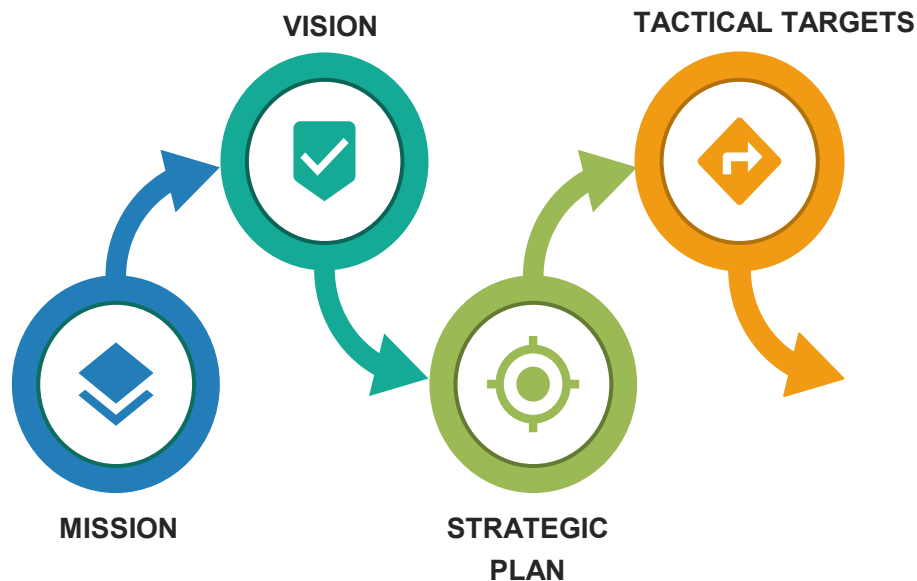 VISION
TACTICAL TARGETS
MISSION
STRATEGIC
PLAN